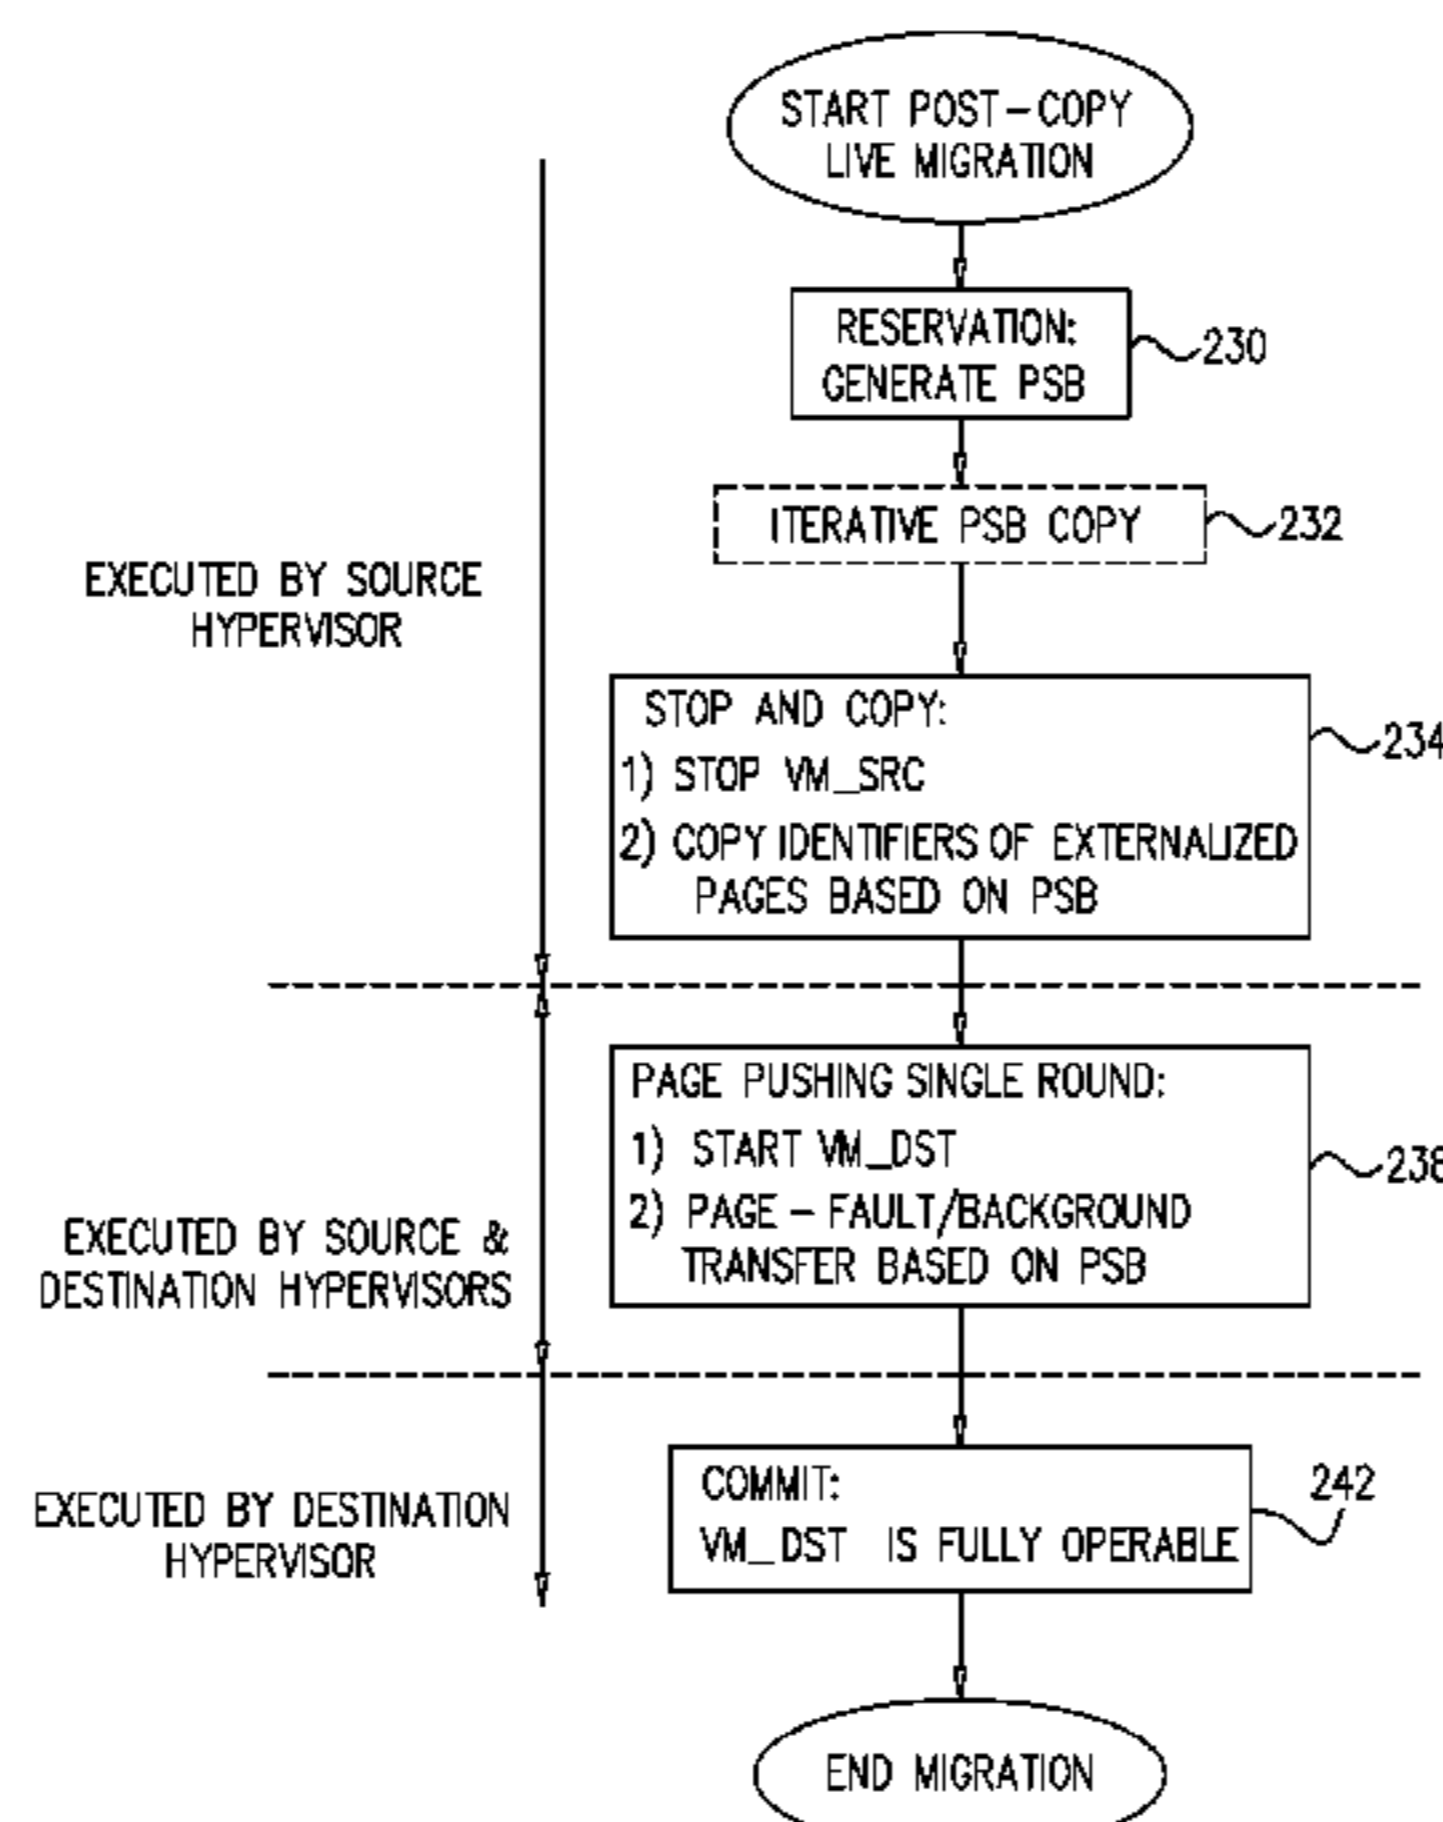 START POST-COPY
LIVE MIGRATION
RESERVATION:
GENERATE PSB
230
ITERATIVE PSB COPY
232
EXECUTED BY SOURCE
HYPERVISOR
STOP AND COPY:
1) STOP VM_SRC
2) COPY IDENTIFIERS OF EXTERNALIZED
PAGES BASED ON PSB
234
PAGE PUSHING SINGLE ROUND:
1) START VM_DST
2) PAGE - FAULT/BACKGROUND
TRANSFER BASED ON PSB
238
EXECUTED BY SOURCE &
DESTINATION HYPERVISORS
COMMIT:
VM_DST IS FULLY OPERABLE
242
EXECUTED BY DESTINATION
HYPERVISOR
END MIGRATION